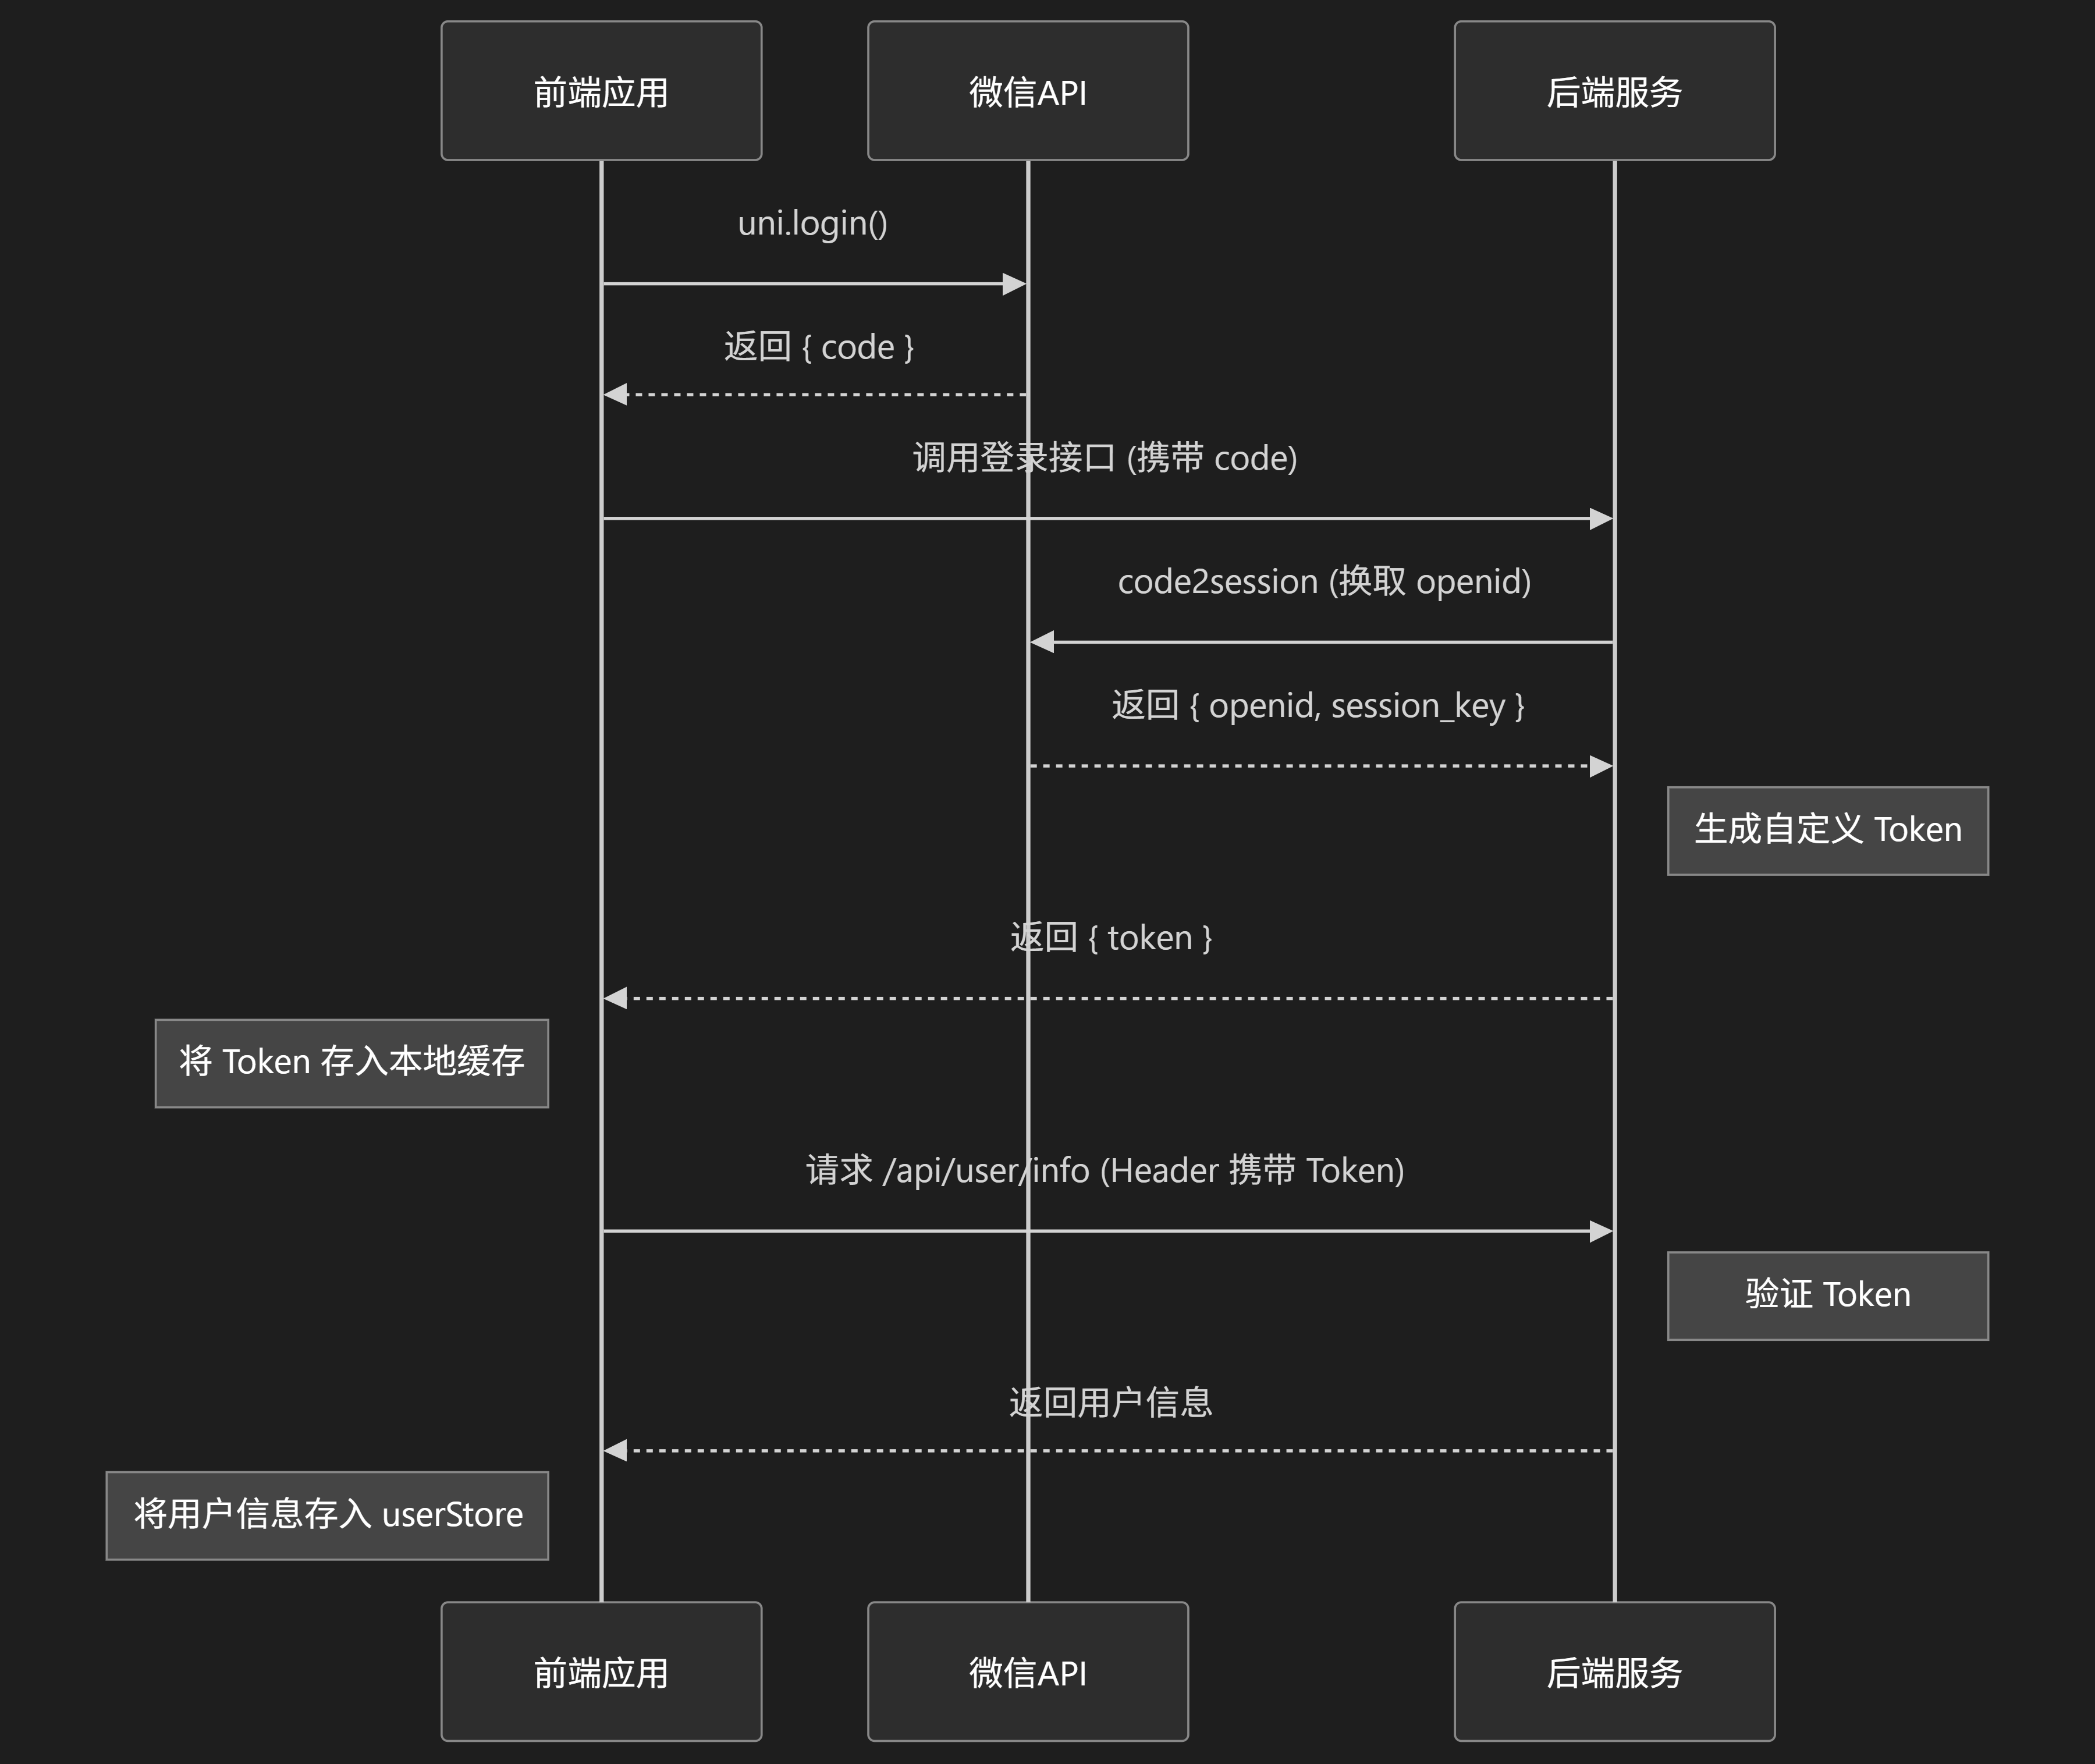 前端应用
微信API
后端服务
uni.login()
返回 { code }
调用登录接口 (携带 code)
code2session (换取 openid)
返回 { openid, session_key }
生成自定义 Token
返回 { token }
将 Token 存入本地缓存
请求 /api/user/info (Header 携带 Token)
验证 Token
返回用户信息
将用户信息存入 userStore
前端应用
微信API
后端服务